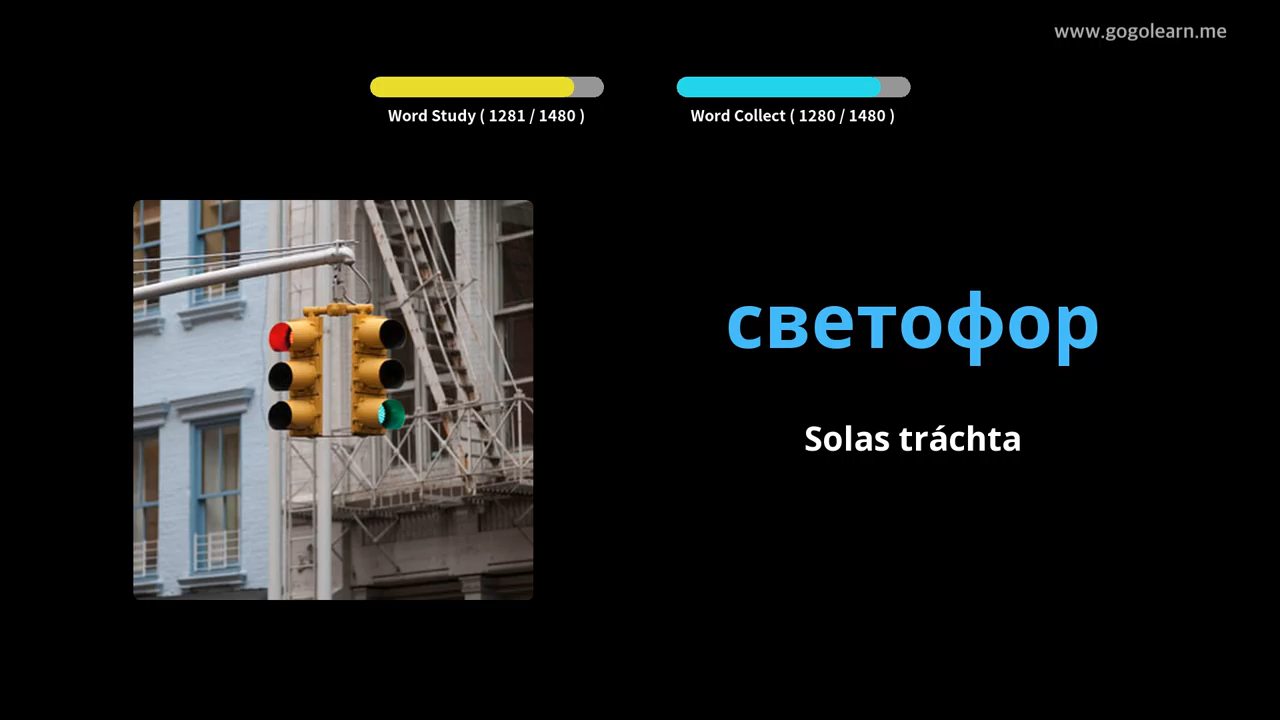 www.gogolearn.me
Word Study ( 1281 / 1480 )
Word Collect ( 1280 / 1480 )
светофор
Solas tráchta